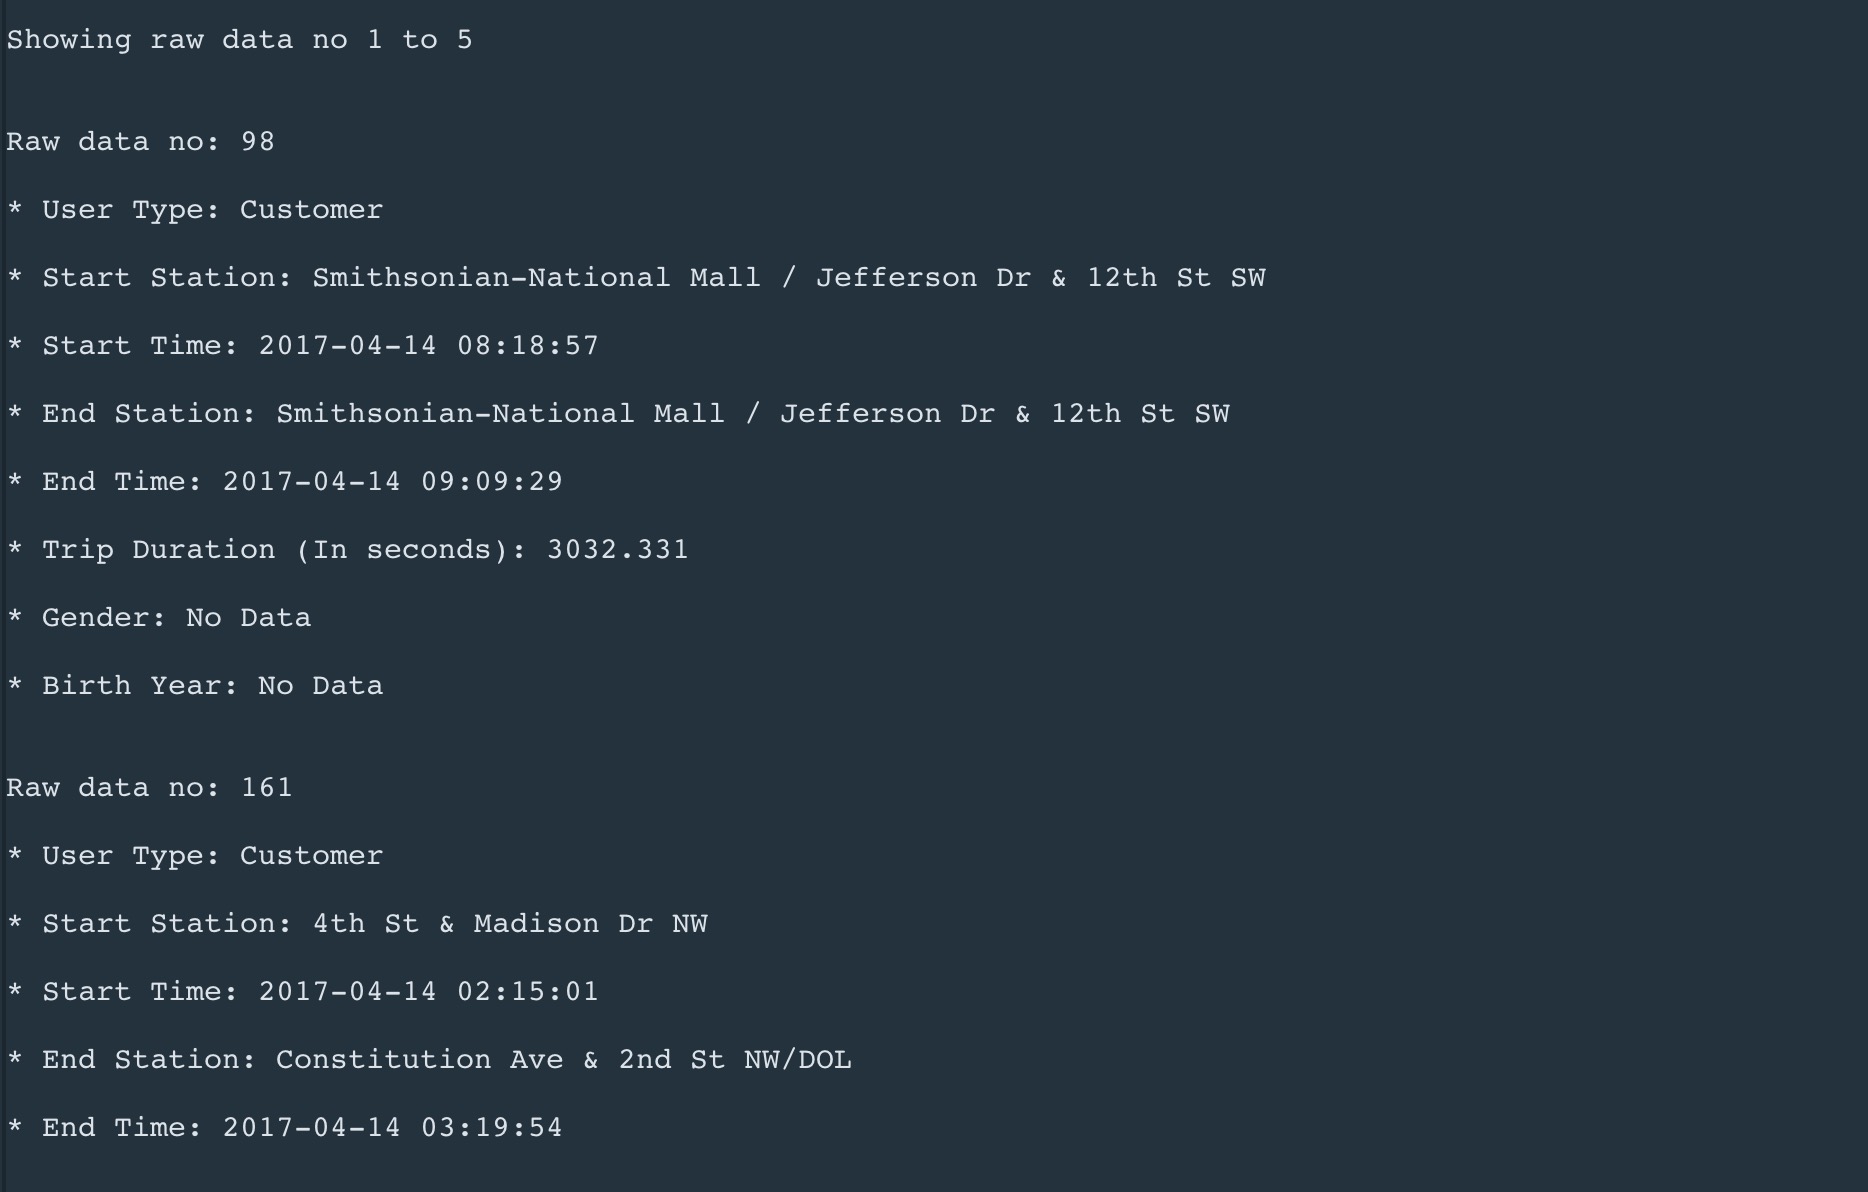 Showing raw data no 1 to 5
Raw data no: 98
* User Type: Customer
* Start Station: Smithsonian-National Mall / Jefferson Dr & 12th St SW
* Start Time: 2017-04-14 08:18:57
* End Station: Smithsonian-National Mall / Jefferson Dr & 12th St SW
* End Time: 2017-04-14 09:09:29
* Trip Duration (In seconds): 3032.331
* Gender: No Data
* Birth Year: No Data
Raw data no: 161
* User Type: Customer
* Start Station: 4th St & Madison Dr NW
* Start Time: 2017-04-14 02:15:01
* End Station: Constitution Ave & 2nd St NW/DOL
* End Time: 2017-04-14 03:19:54